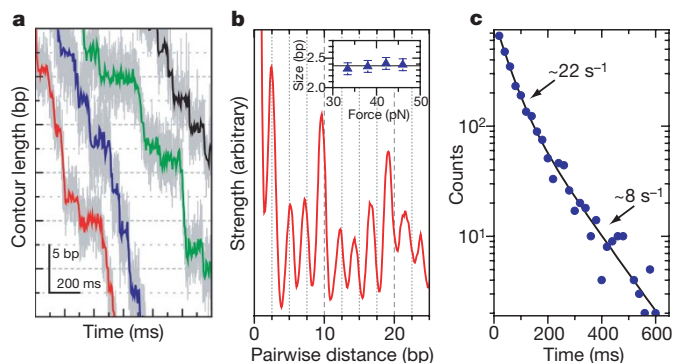 a
Contour length (bp)
5 bp
200 ms
Time (ms)
b
Strength (arbitrary)
Size (bp)
2.5
2.0
30 40 50
Force (pN)
0 5 10 15 20 25
Pairwise distance (bp)
c
Counts
10²
10¹
~22 s⁻¹
~8 s⁻¹
0 200 400 600
Time (ms)